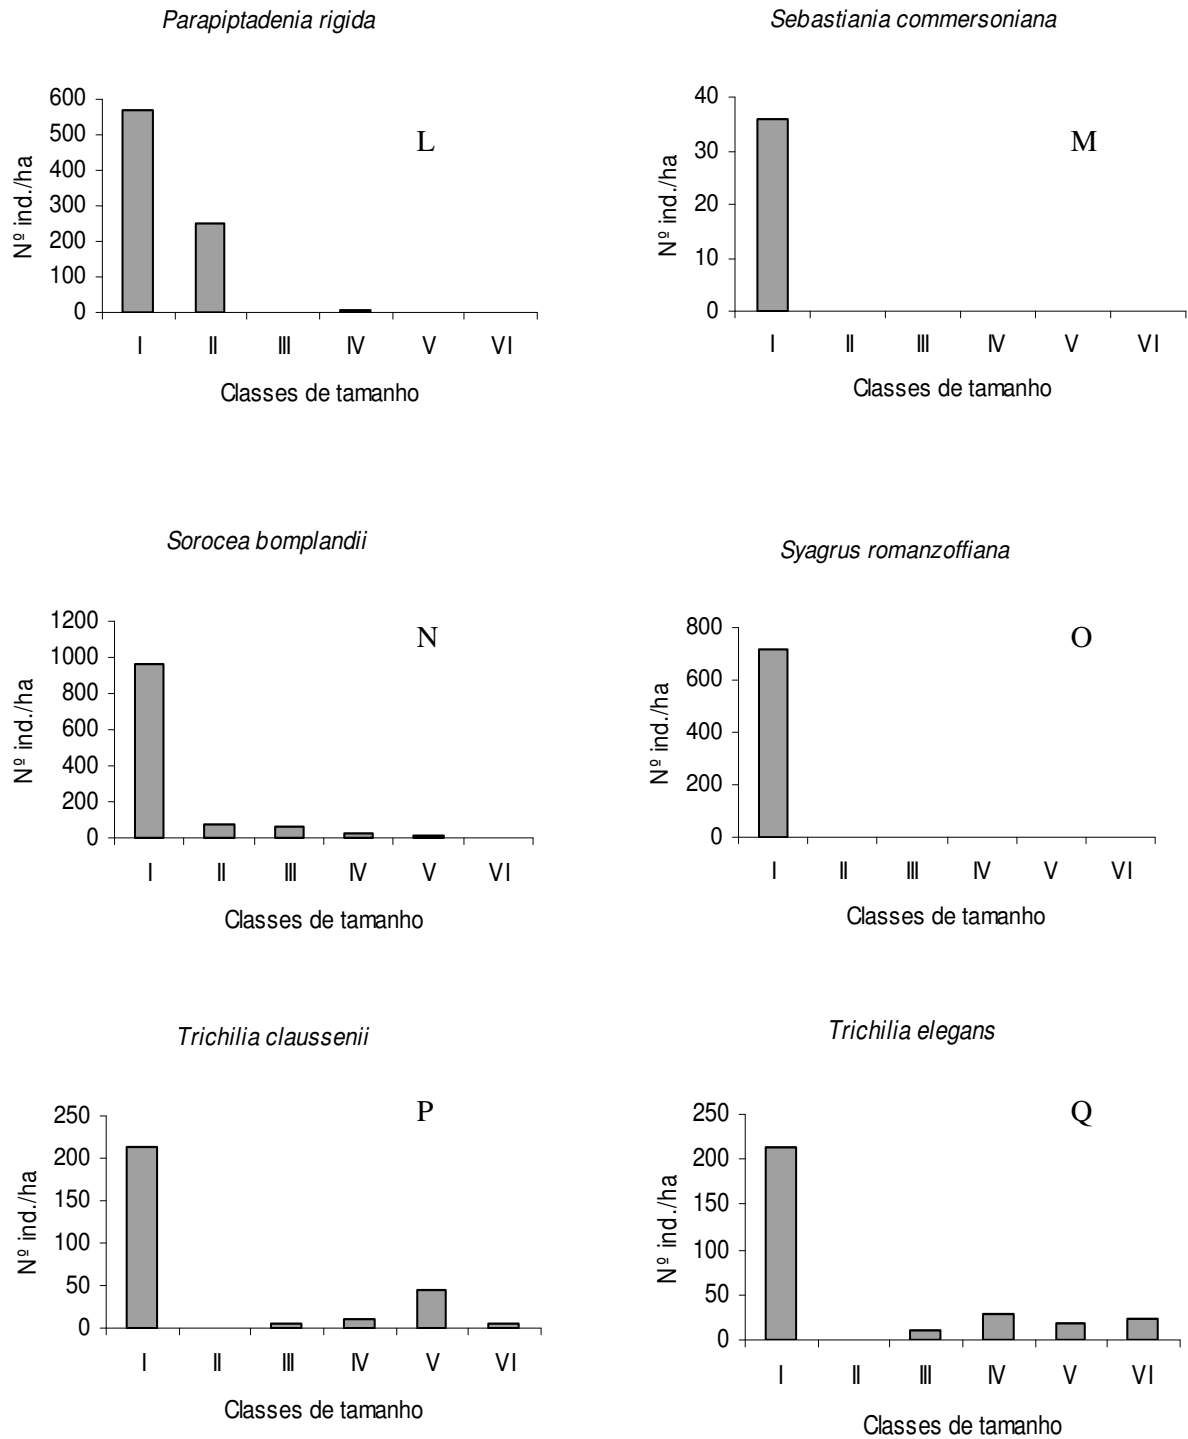 Parapiptadenia rigida
600
500
400
300
200
100
0
Nº ind./ha
L
I II III IV V VI
Classes de tamanho
Sebastiania commersoniana
40
30
20
10
0
Nº ind./ha
M
I II III IV V VI
Classes de tamanho
Sorocea bomplandii
1200
1000
800
600
400
200
0
Nº ind./ha
N
I II III IV V VI
Classes de tamanho
Syagrus romanzoffiana
800
600
400
200
0
Nº ind./ha
O
I II III IV V VI
Classes de tamanho
Trichilia claussenii
250
200
150
100
50
0
Nº ind./ha
P
I II III IV V VI
Classes de tamanho
Trichilia elegans
250
200
150
100
50
0
Nº ind./ha
Q
I II III IV V VI
Classes de tamanho